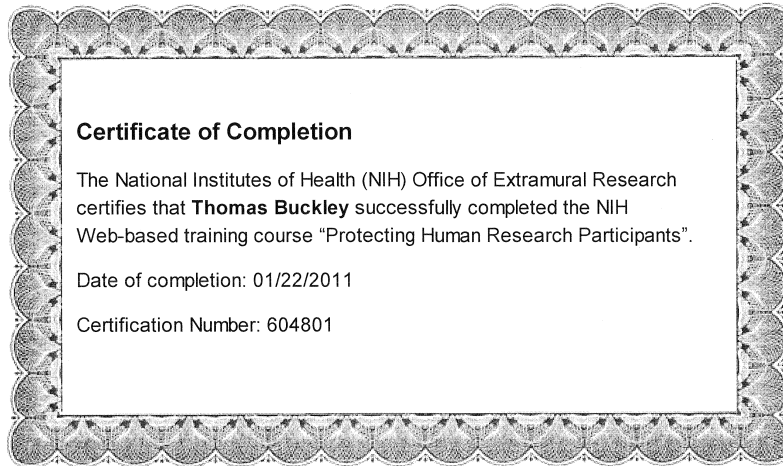 Certificate of Completion
The National Institutes of Health (NIH) Office of Extramural Research
certifies that Thomas Buckley successfully completed the NIH
Web-based training course “Protecting Human Research Participants”.
Date of completion: 01/22/2011
Certification Number: 604801